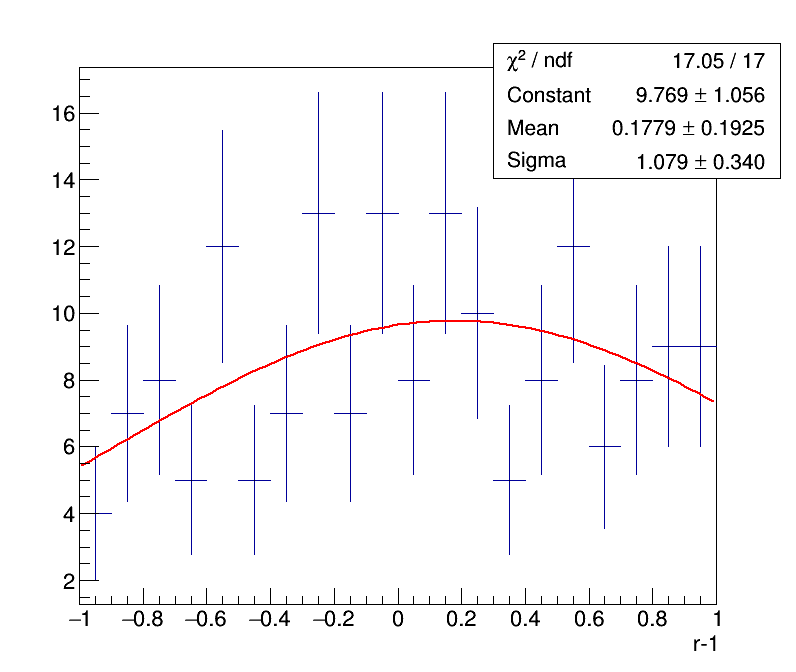 χ² / ndf 17.05 / 17
Constant 9.769 ± 1.056
Mean 0.1779 ± 0.1925
Sigma 1.079 ± 0.340
16
14
12
10
8
6
4
2
−1 −0.8 −0.6 −0.4 −0.2 0 0.2 0.4 0.6 0.8 1
r-1